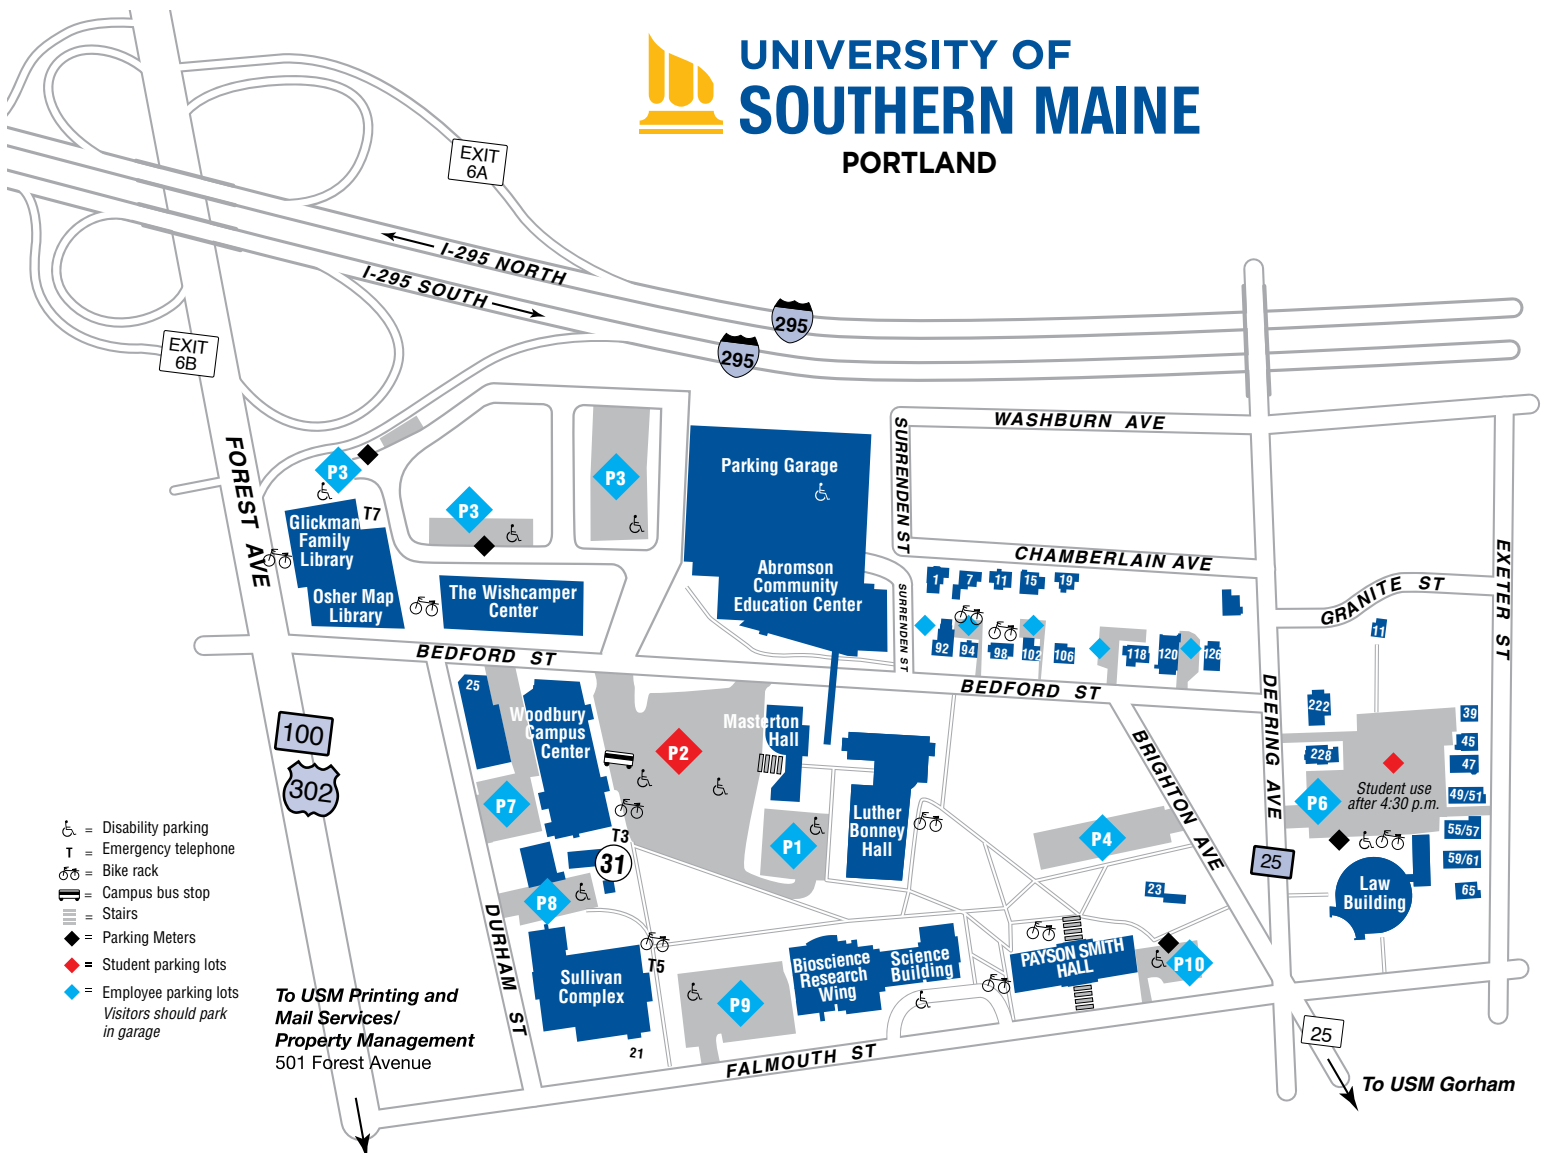 UNIVERSITY OF
SOUTHERN MAINE
PORTLAND
EXIT
6A
I-295 NORTH
I-295 SOUTH
295
295
EXIT
6B
FOREST AVE
WASHBURN AVE
SURRENDEN ST
CHAMBERLAIN AVE
EXETER ST
GRANITE ST
P3
P3
P3
T7
Parking Garage
Glickman
Family
Library
Osher Map
Library
The Wishcamper
Center
Abromson
Community
Education Center
SURRENDEN ST
1
7
11
15
19
92
94
98
102
106
118
120
126
11
BEDFORD ST
BEDFORD ST
DEERING AVE
BRIGHTON AVE
25
Woodbury
Campus
Center
P2
Masterton
Hall
222
228
39
45
47
49/51
55/57
59/61
65
P6
Student use
after 4:30 p.m.
100
302
P7
T3
31
P1
Luther
Bonney
Hall
P4
25
Law
Building
23
P8
DURHAM ST
T5
Sullivan
Complex
21
P9
Bioscience
Research
Wing
Science
Building
PAYSON SMITH
HALL
P10
FALMOUTH ST
25
To USM Gorham
= Disability parking
T = Emergency telephone
= Bike rack
= Campus bus stop
= Stairs
= Parking Meters
= Student parking lots
= Employee parking lots
Visitors should park
in garage
To USM Printing and
Mail Services/
Property Management
501 Forest Avenue